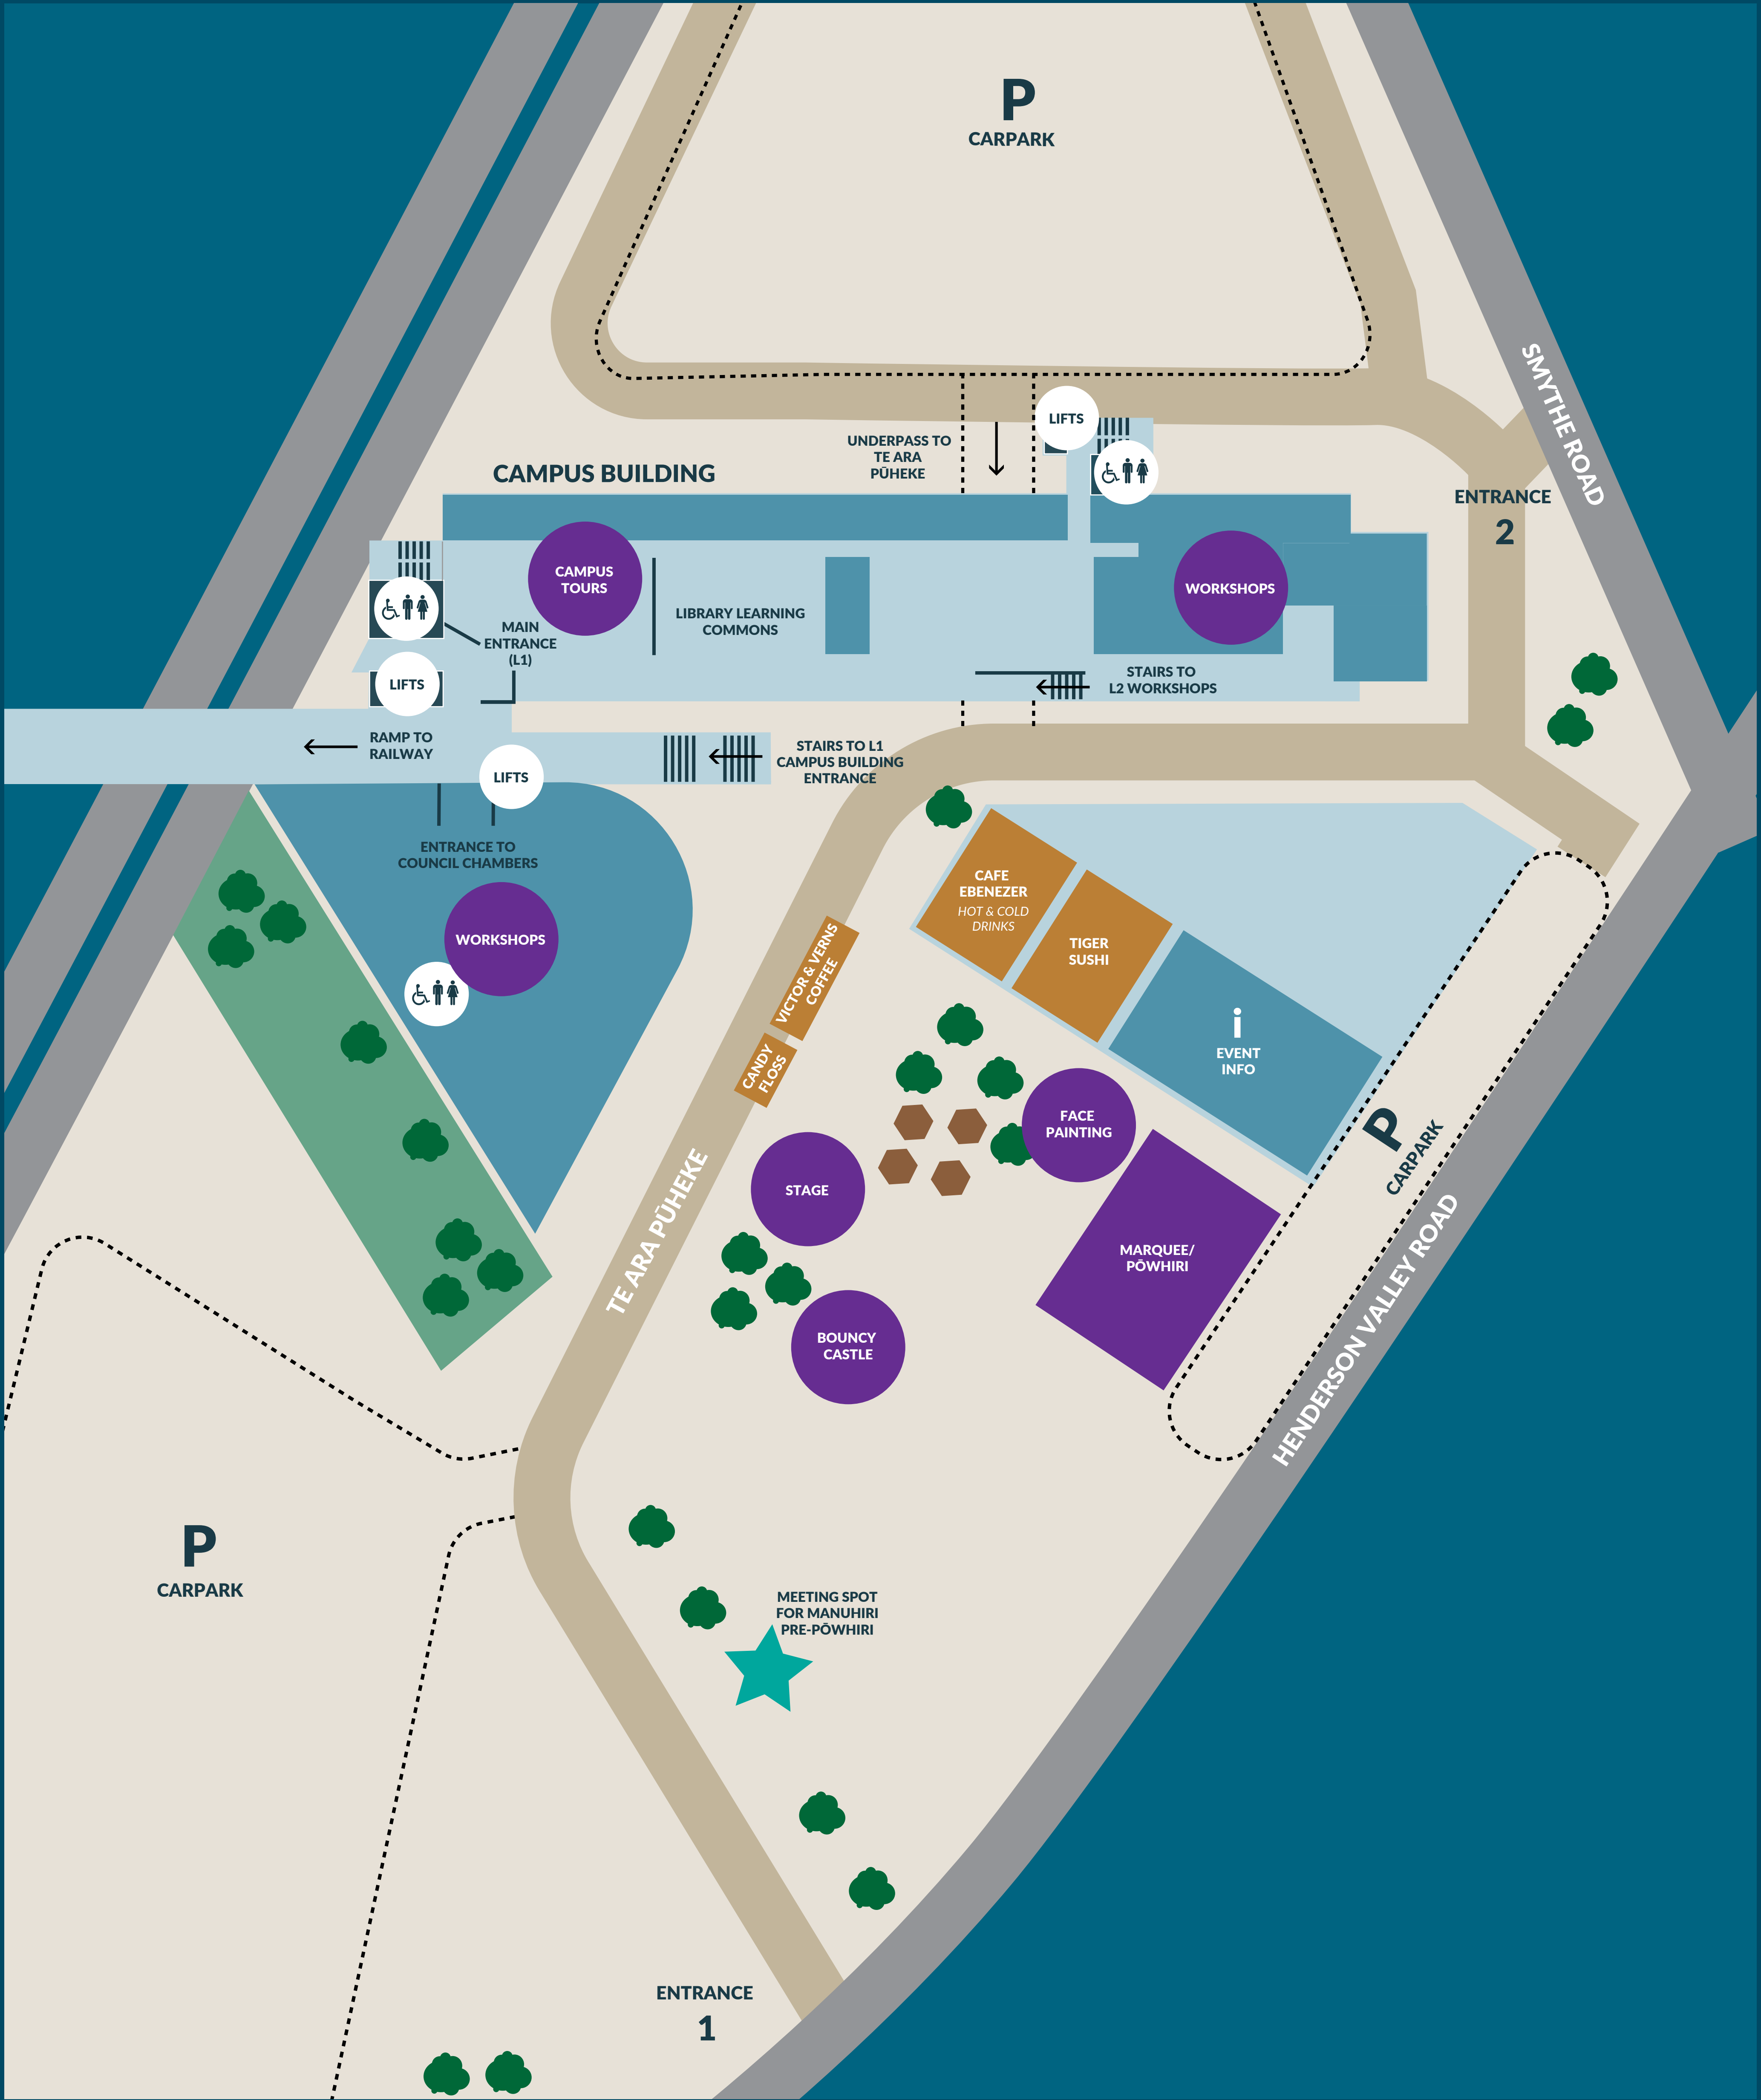 P
CARPARK
SMYTHE ROAD
LIFTS
UNDERPASS TO
TE ARA
PŪHEKE
CAMPUS BUILDING
ENTRANCE
2
CAMPUS
TOURS
WORKSHOPS
LIBRARY LEARNING
COMMONS
MAIN
ENTRANCE
(L1)
LIFTS
STAIRS TO
L2 WORKSHOPS
RAMP TO
RAILWAY
STAIRS TO L1
CAMPUS BUILDING
ENTRANCE
LIFTS
ENTRANCE TO
COUNCIL CHAMBERS
WORKSHOPS
CAFE
EBENEZER
HOT & COLD
DRINKS
TIGER
SUSHI
VICTOR & VERNS
COFFEE
CANDY
FLOSS
i
EVENT
INFO
FACE
PAINTING
P
CARPARK
STAGE
TE ARA PŪHEKE
MARQUEE/
PŌWHIRI
BOUNCY
CASTLE
HENDERSON VALLEY ROAD
P
CARPARK
MEETING SPOT
FOR MANUHIRI
PRE-PŌWHIRI
ENTRANCE
1